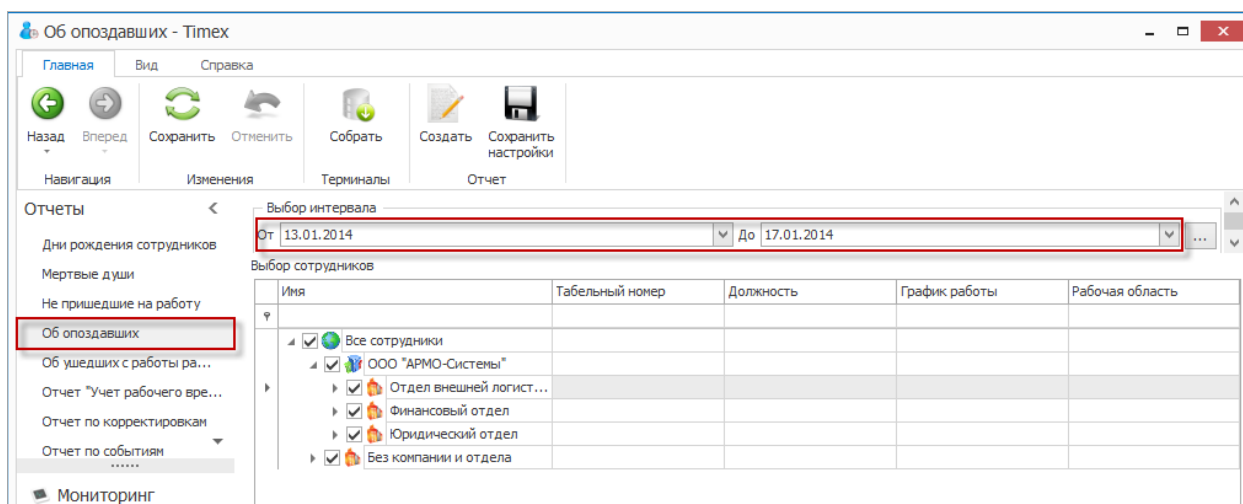 Об опоздавших - Timex
Главная Вид Справка
Назад Вперед Сохранить Отменить Собрать Создать Сохранить настройки
Навигация Изменения Терминалы Отчет
Отчеты
Дни рождения сотрудников
Мертвые души
Не пришедшие на работу
Об опоздавших
Об ушедших с работы ра...
Отчет "Учет рабочего вре...
Отчет по корректировкам
Отчет по событиям
Мониторинг
Выбор интервала
От 13.01.2014 До 17.01.2014 ...
Выбор сотрудников
Имя Табельный номер Должность График работы Рабочая область
Все сотрудники
ООО "АРМО-Системы"
Отдел внешней логист...
Финансовый отдел
Юридический отдел
Без компании и отдела